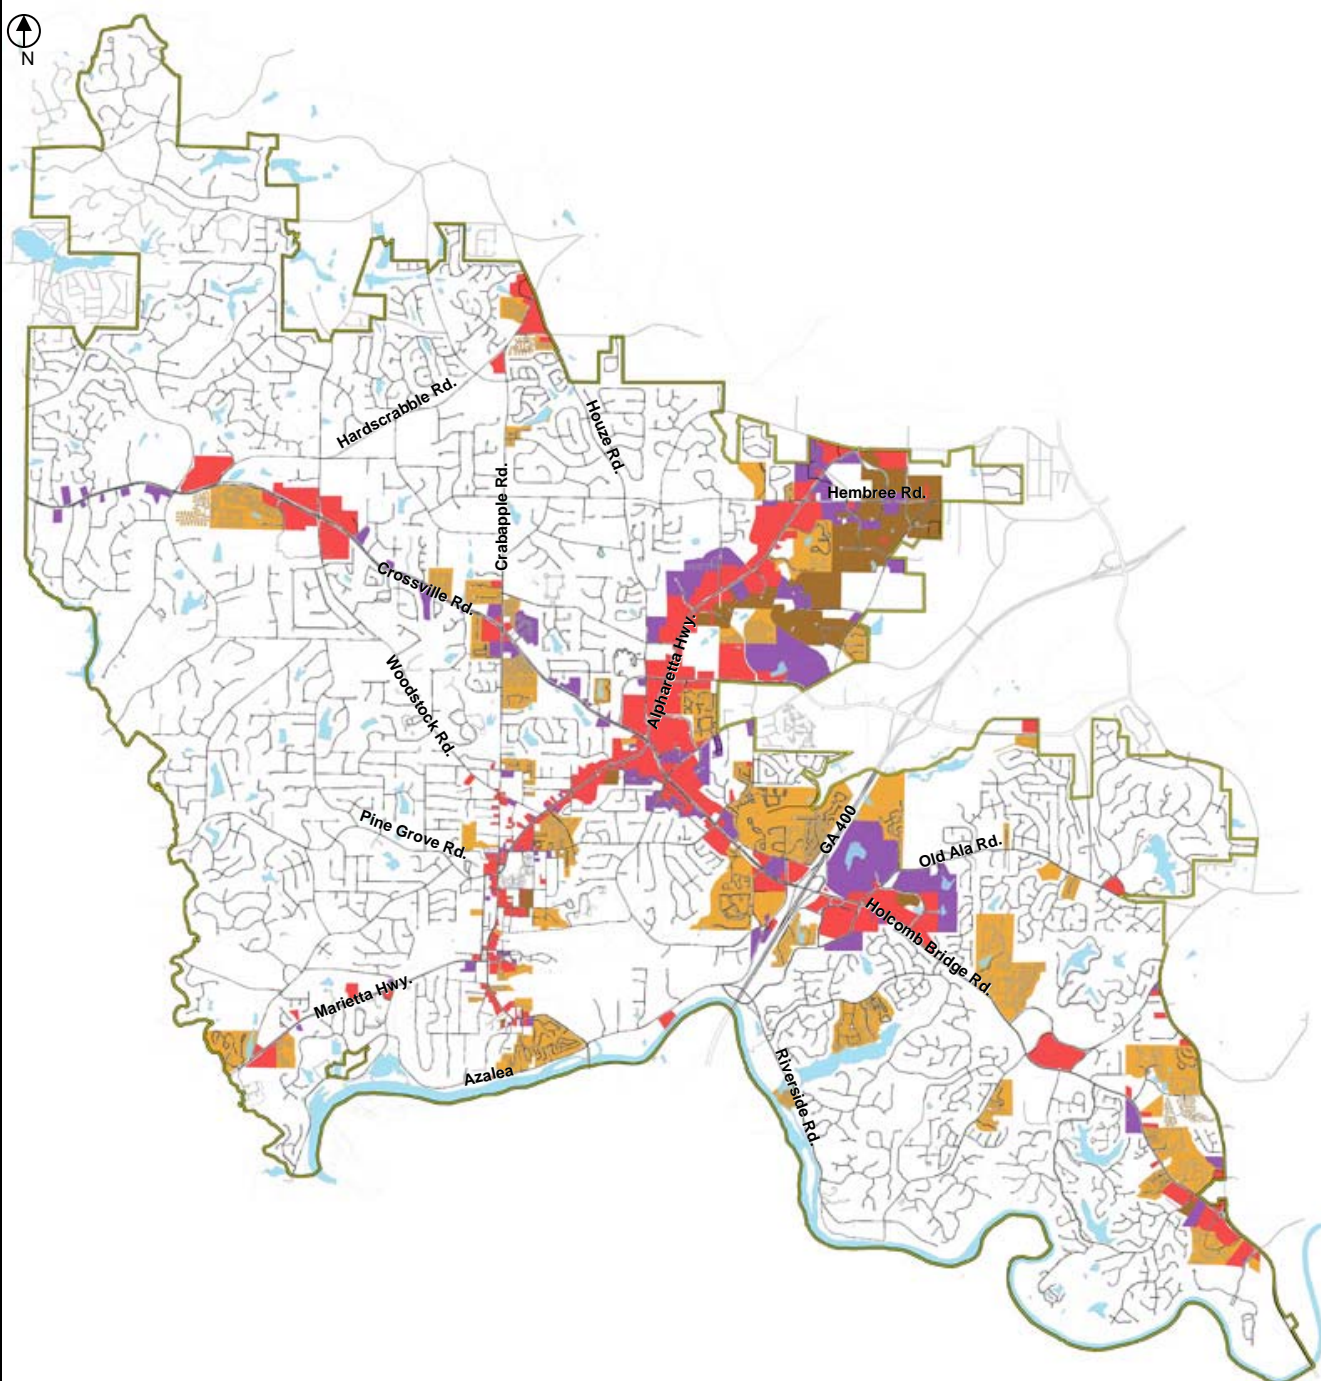 N
Hardscrabble Rd.
Houze Rd.
Crabapple Rd.
Hembree Rd.
Crossville Rd.
Alpharetta Hwy.
Woodstock Rd.
Pine Grove Rd.
GA 400
Old Ala Rd.
Holcomb Bridge Rd.
Marietta Hwy.
Azalea
Riverside Rd.